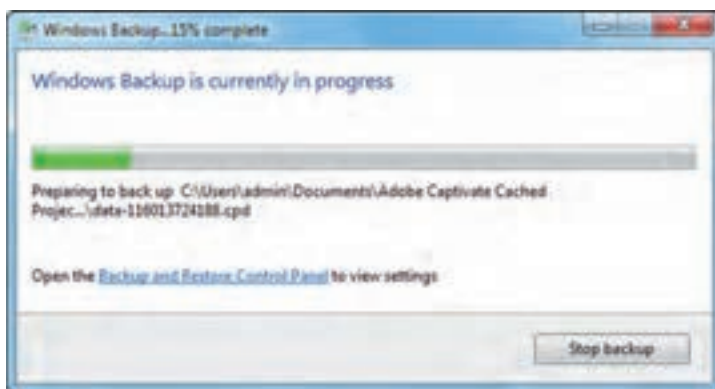 Windows Backup...15% complete
Windows Backup is currently in progress
Preparing to back up C:\Users\admin\Documents\Adobe Captivate Cached
Projec...\data-116013724188.cpd
Open the Backup and Restore Control Panel to view settings
Stop backup